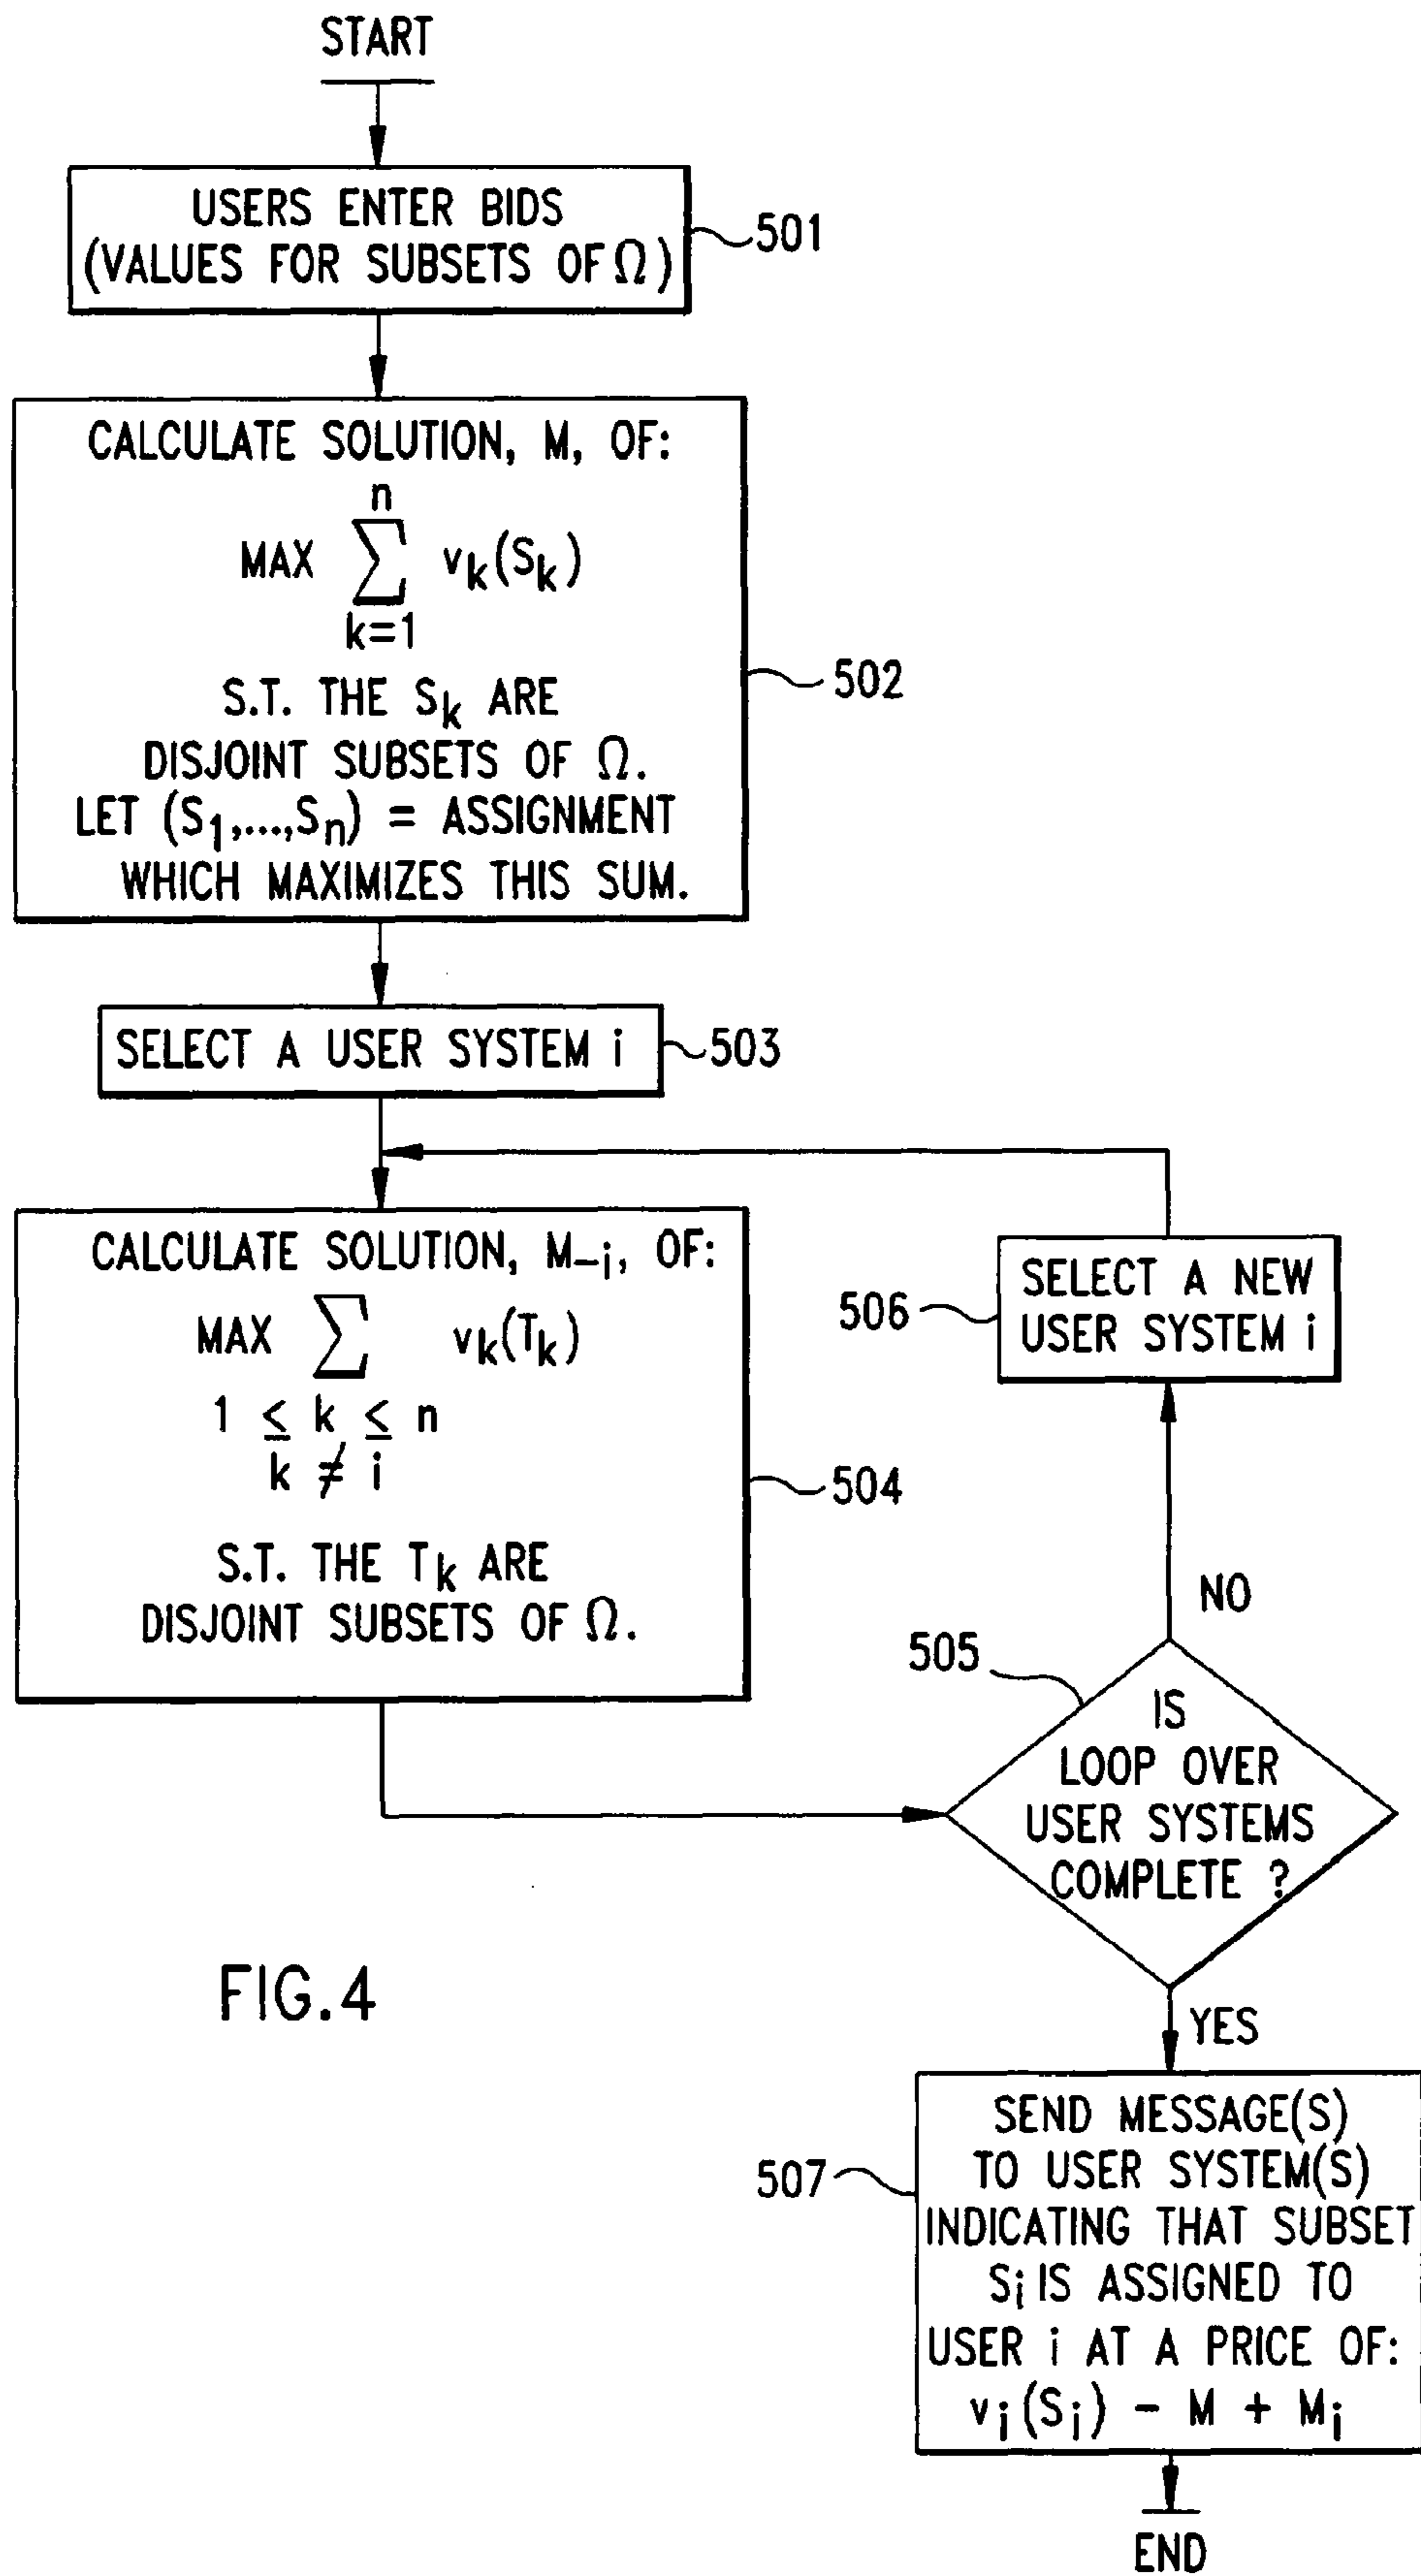 START
USERS ENTER BIDS
(VALUES FOR SUBSETS OF Ω)
501
CALCULATE SOLUTION, M, OF:
n
MAX ∑ vk(Sk)
k=1
S.T. THE Sk ARE
DISJOINT SUBSETS OF Ω.
LET (S1,...,Sn) = ASSIGNMENT
WHICH MAXIMIZES THIS SUM.
502
SELECT A USER SYSTEM i
503
CALCULATE SOLUTION, M–i, OF:
MAX ∑ vk(Tk)
1 ≤ k ≤ n
k ≠ i
S.T. THE Tk ARE
DISJOINT SUBSETS OF Ω.
504
SELECT A NEW
USER SYSTEM i
506
NO
505
IS
LOOP OVER
USER SYSTEMS
COMPLETE ?
YES
FIG.4
SEND MESSAGE(S)
TO USER SYSTEM(S)
INDICATING THAT SUBSET
Si IS ASSIGNED TO
USER i AT A PRICE OF:
vi(Si) – M + Mi
507
END